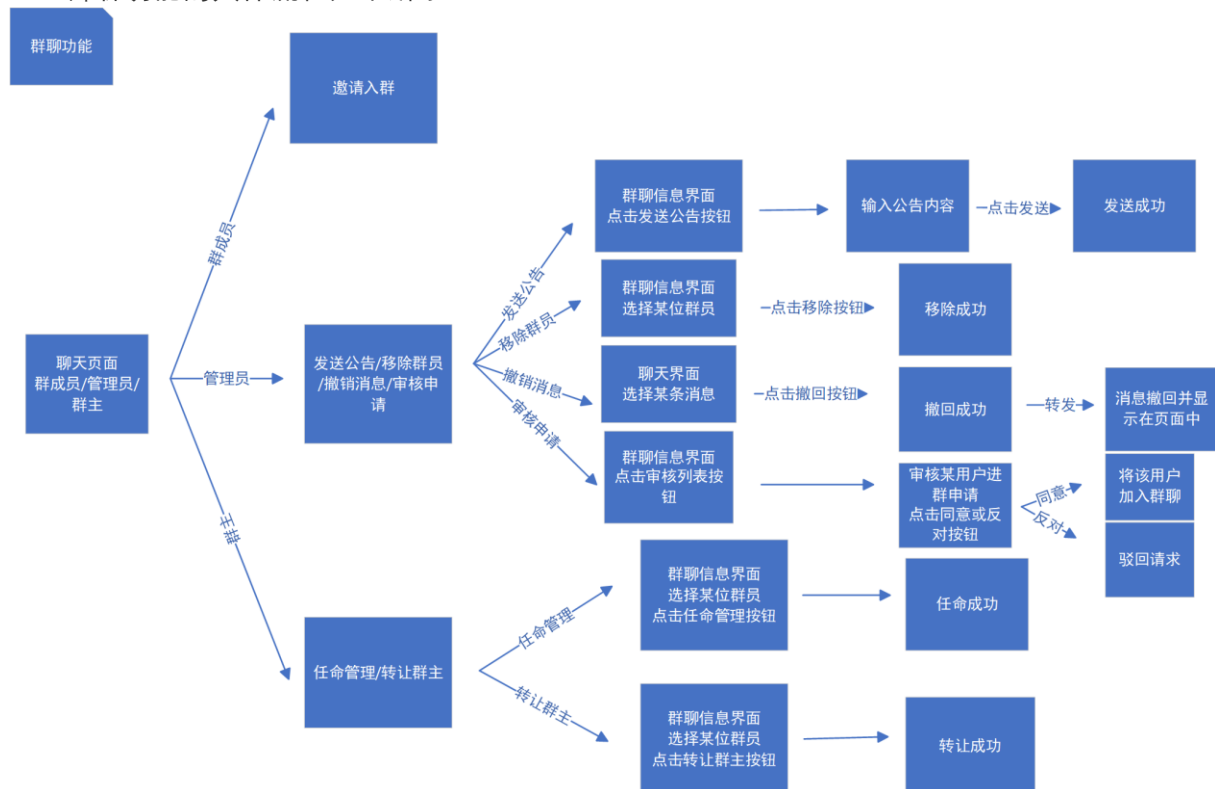 群聊功能
邀请入群
群成员
聊天页面
群成员/管理员/
群主
管理员
发送公告/移除群员
/撤销消息/审核申
请
发送公告
群聊信息界面
点击发送公告按钮
输入公告内容
点击发送
发送成功
移除群员
群聊信息界面
选择某位群员
点击移除按钮
移除成功
撤销消息
聊天界面
选择某条消息
点击撤回按钮
撤回成功
转发
消息撤回并显
示在页面中
审核申请
群聊信息界面
点击审核列表按
钮
审核某用户进
群申请
点击同意或反
对按钮
同意
将该用户
加入群聊
反对
驳回请求
群主
任命管理/转让群主
任命管理
群聊信息界面
选择某位群员
点击任命管理按钮
任命成功
转让群主
群聊信息界面
选择某位群员
点击转让群主按钮
转让成功